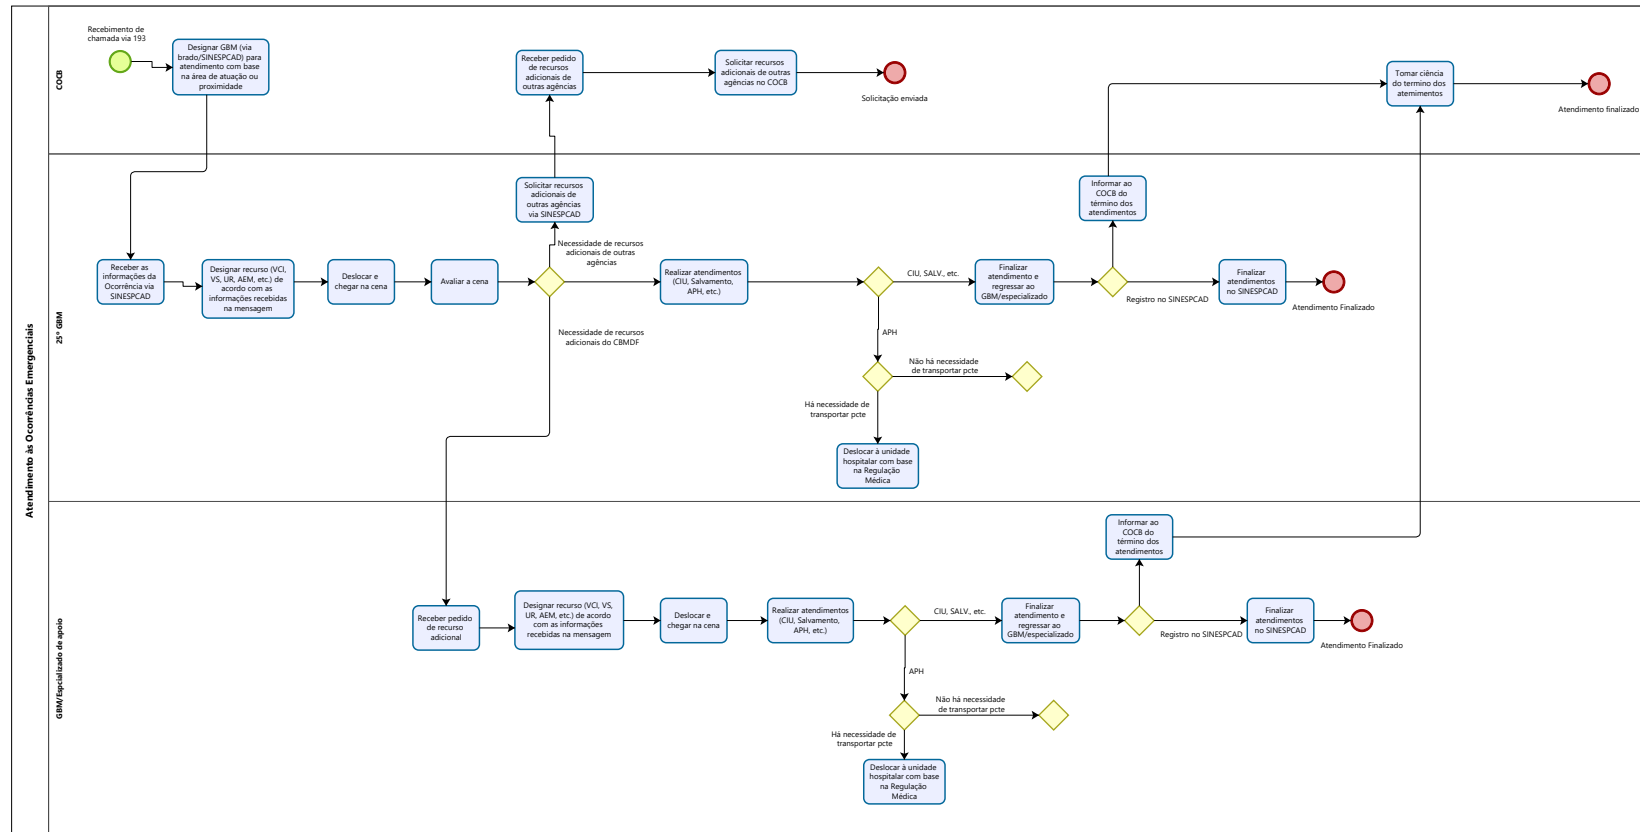 Atendimento às Ocorrências Emergenciais
COCB
Recebimento de
chamada via 193
Designar GBM (via
brado/SINESPCAD) para
atendimento com base
na área de atuação ou
proximidade
Receber pedido
de recursos
adicionais de
outras agências
Solicitar recursos
adicionais de outras
agências no COCB
Solicitação enviada
Tomar ciência
do termino dos
atemimentos
Atendimento finalizado
25º GBM
Receber as
informações da
Ocorrência via
SINESPCAD
Designar recurso (VCI,
VS, UR, AEM, etc.) de
acordo com as
informações recebidas
na mensagem
Deslocar e
chegar na cena
Avaliar a cena
Solicitar recursos
adicionais de
outras agências
via SINESPCAD
Necessidade de recursos
adicionais de outras
agências
Necessidade de recursos
adicionais do CBMDF
Realizar atendimentos
(CIU, Salvamento,
APH, etc.)
CIU, SALV., etc.
APH
Não há necessidade
de transportar pcte
Há necessidade de
transportar pcte
Deslocar à unidade
hospitalar com base
na Regulação
Médica
Finalizar
atendimento e
regressar ao
GBM/especializado
Informar ao
COCB do
término dos
atendimentos
Registro no SINESPCAD
Finalizar
atendimentos
no SINESPCAD
Atendimento Finalizado
GBM/Espcializado de apoio
Receber pedido
de recurso
adicional
Designar recurso (VCI, VS,
UR, AEM, etc.) de acordo
com as informações
recebidas na mensagem
Deslocar e
chegar na cena
Realizar atendimentos
(CIU, Salvamento,
APH, etc.)
CIU, SALV., etc.
APH
Não há necessidade
de transportar pcte
Há necessidade de
transportar pcte
Deslocar à unidade
hospitalar com base
na Regulação
Médica
Finalizar
atendimento e
regressar ao
GBM/especializado
Informar ao
COCB do
término dos
atendimentos
Registro no SINESPCAD
Finalizar
atendimentos
no SINESPCAD
Atendimento Finalizado